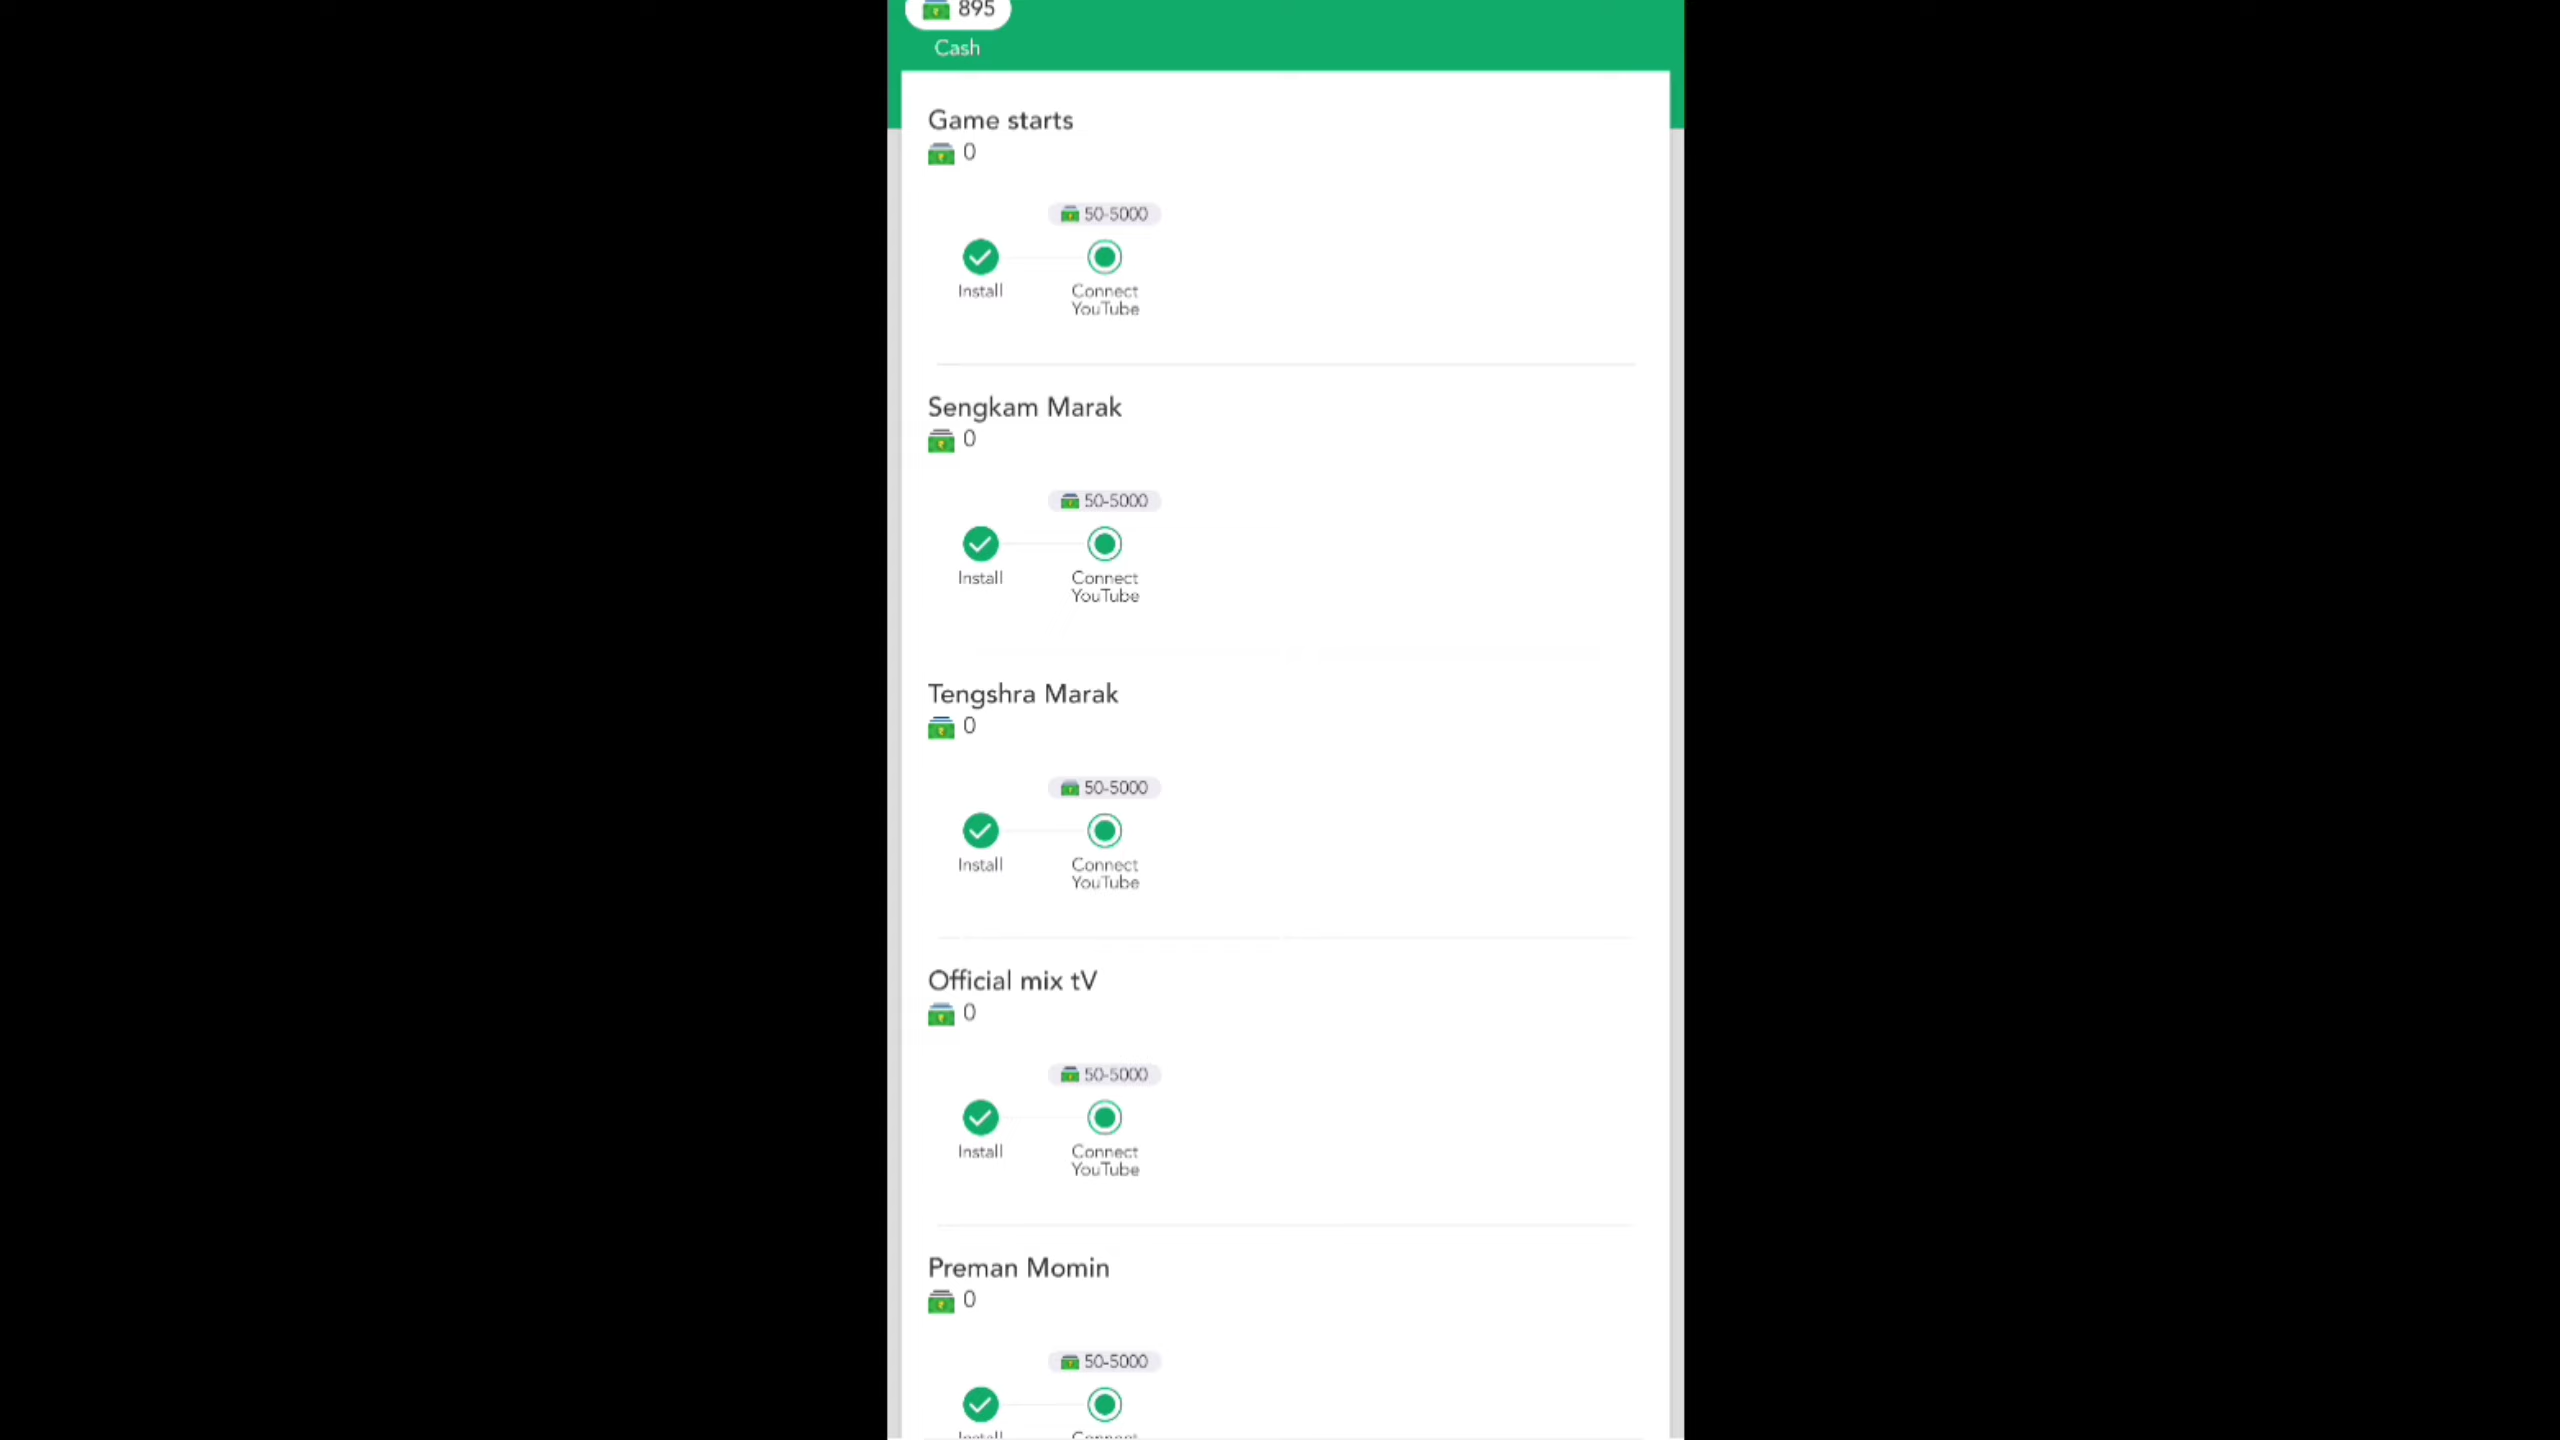 895
Cash
Game starts
0
50-5000
Install
Connect
YouTube
Sengkam Marak
0
50-5000
Install
Connect
YouTube
Tengshra Marak
0
50-5000
Install
Connect
YouTube
Official mix tV
0
50-5000
Install
Connect
YouTube
Preman Momin
0
50-5000